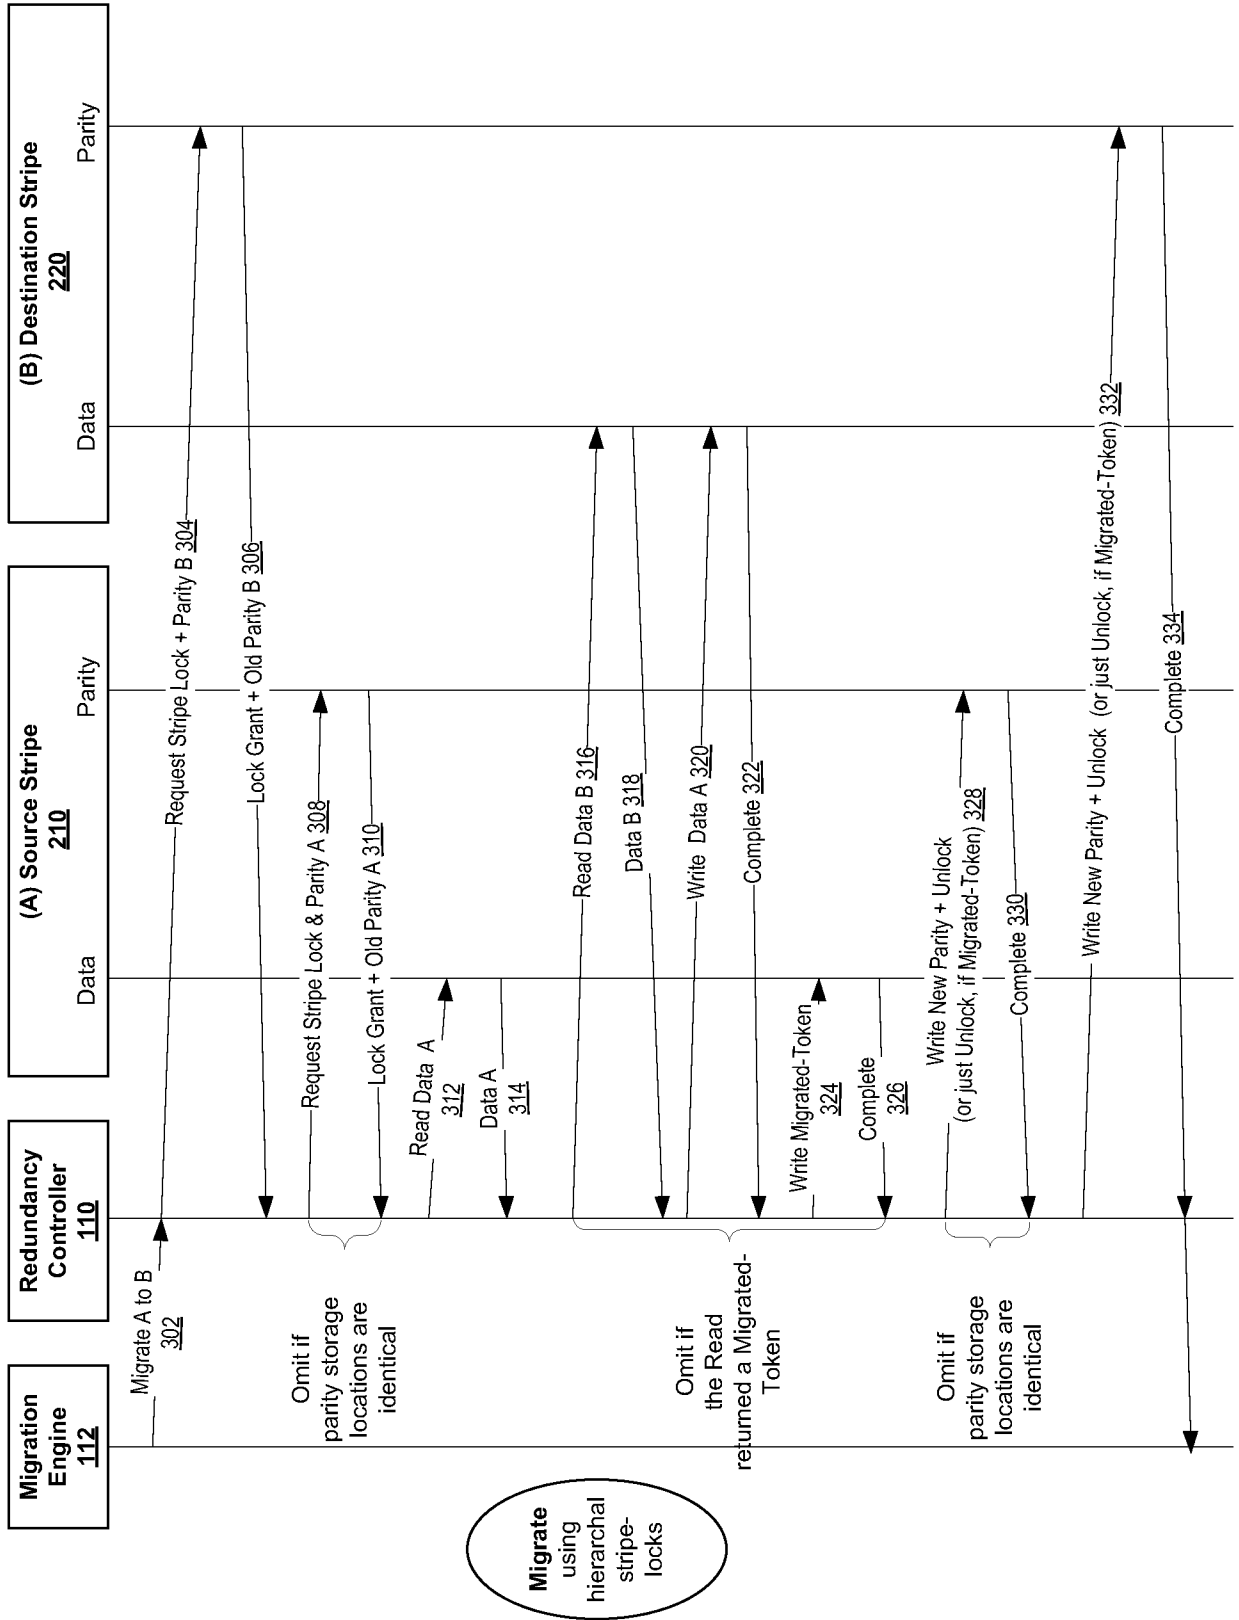 Migration
Engine
112
Redundancy
Controller
110
(A) Source Stripe
210
(B) Destination Stripe
220
Data
Parity
Data
Parity
Migrate A to B
302
Request Stripe Lock + Parity B 304
Lock Grant + Old Parity B 306
Omit if
parity storage
locations are
identical
Request Stripe Lock & Parity A 308
Lock Grant + Old Parity A 310
Read Data A
312
Data A
314
Migrate
using
hierarchal
stripe-
locks
Omit if
the Read
returned a Migrated-
Token
Read Data B 316
Data B 318
Write Data A 320
Complete 322
Write Migrated-Token
324
Complete
326
Omit if
parity storage
locations are
identical
Write New Parity + Unlock
(or just Unlock, if Migrated-Token) 328
Complete 330
Write New Parity + Unlock (or just Unlock, if Migrated-Token) 332
Complete 334